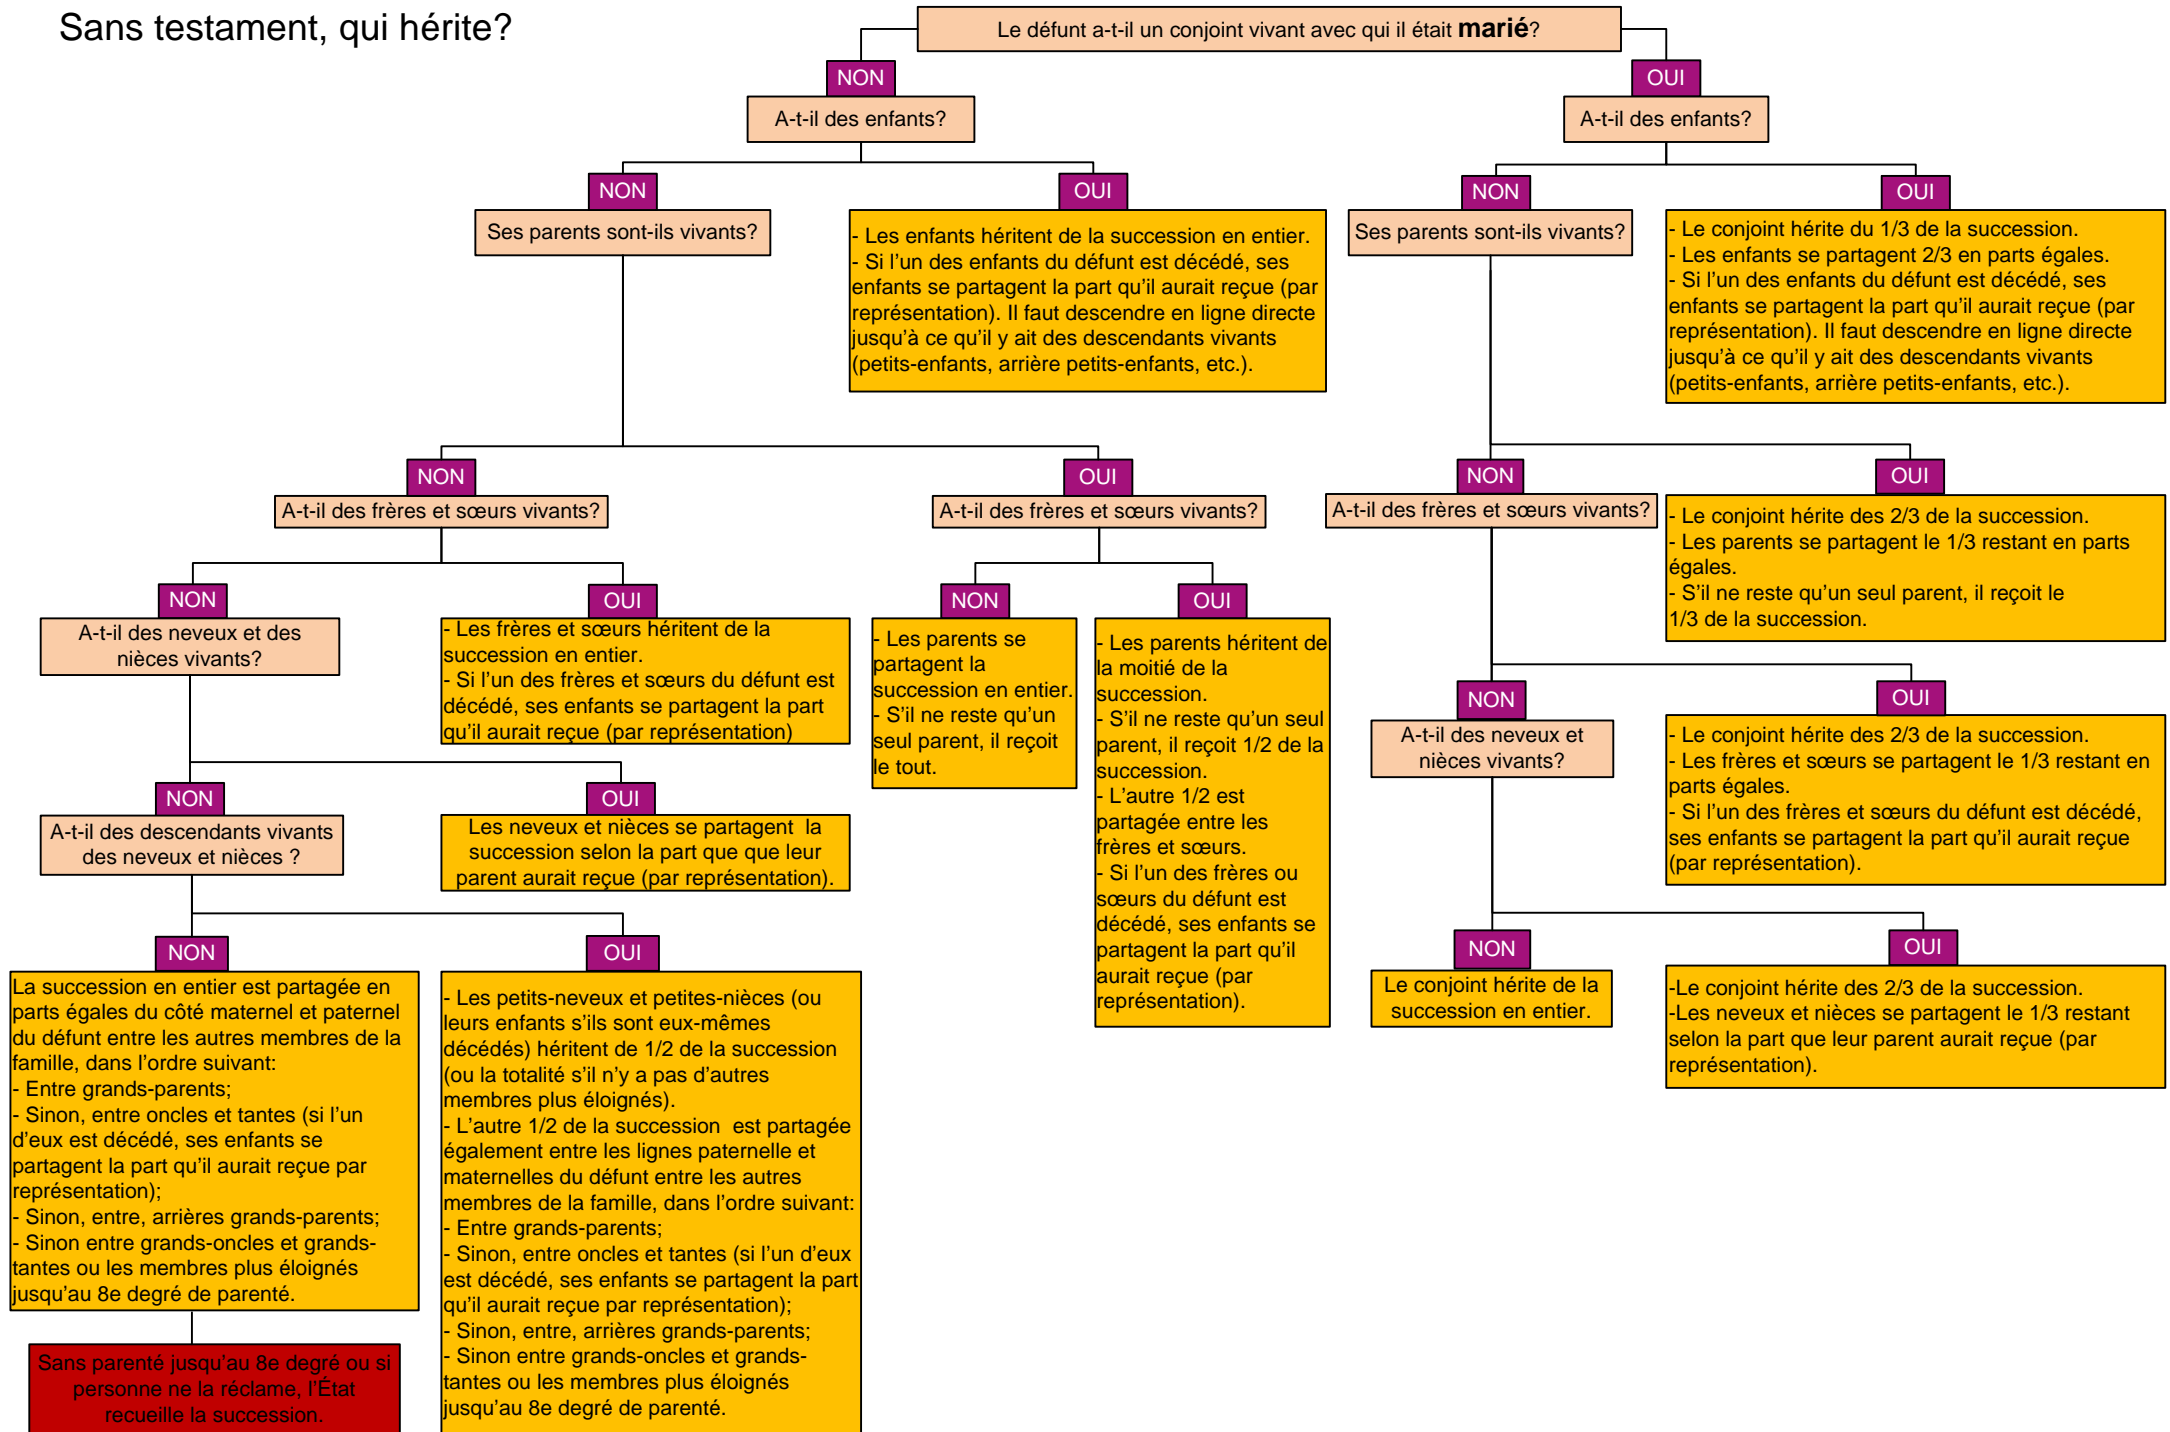 Sans testament, qui hérite?
Le défunt a-t-il un conjoint vivant avec qui il était marié?
NON
OUI
A-t-il des enfants?
A-t-il des enfants?
NON
OUI
NON
OUI
Ses parents sont-ils vivants?
- Les enfants héritent de la succession en entier.
- Si l'un des enfants du défunt est décédé, ses
enfants se partagent la part qu'il aurait reçue (par
représentation). Il faut descendre en ligne directe
jusqu'à ce qu'il y ait des descendants vivants
(petits-enfants, arrière petits-enfants, etc.).
Ses parents sont-ils vivants?
- Le conjoint hérite du 1/3 de la succession.
- Les enfants se partagent 2/3 en parts égales.
- Si l'un des enfants du défunt est décédé, ses
enfants se partagent la part qu'il aurait reçue (par
représentation). Il faut descendre en ligne directe
jusqu'à ce qu'il y ait des descendants vivants
(petits-enfants, arrière petits-enfants, etc.).
NON
OUI
NON
OUI
A-t-il des frères et sœurs vivants?
A-t-il des frères et sœurs vivants?
A-t-il des frères et sœurs vivants?
- Le conjoint hérite des 2/3 de la succession.
- Les parents se partagent le 1/3 restant en parts
égales.
- S'il ne reste qu'un seul parent, il reçoit le
1/3 de la succession.
NON
OUI
NON
OUI
A-t-il des neveux et des
nièces vivants?
- Les frères et sœurs héritent de la
succession en entier.
- Si l'un des frères et sœurs du défunt est
décédé, ses enfants se partagent la part
qu'il aurait reçue (par représentation)
- Les parents se
partagent la
succession en entier.
- S'il ne reste qu'un
seul parent, il reçoit
le tout.
- Les parents héritent de
la moitié de la
succession.
- S'il ne reste qu'un seul
parent, il reçoit 1/2 de la
succession.
- L'autre 1/2 est
partagée entre les
frères et sœurs.
- Si l'un des frères ou
sœurs du défunt est
décédé, ses enfants se
partagent la part qu'il
aurait reçue (par
représentation).
NON
OUI
A-t-il des neveux et
nièces vivants?
- Le conjoint hérite des 2/3 de la succession.
- Les frères et sœurs se partagent le 1/3 restant en
parts égales.
- Si l'un des frères et sœurs du défunt est décédé,
ses enfants se partagent la part qu'il aurait reçue
(par représentation).
NON
OUI
A-t-il des descendants vivants
des neveux et nièces ?
Les neveux et nièces se partagent la
succession selon la part que que leur
parent aurait reçue (par représentation).
NON
OUI
Le conjoint hérite de la
succession en entier.
-Le conjoint hérite des 2/3 de la succession.
-Les neveux et nièces se partagent le 1/3 restant
selon la part que leur parent aurait reçue (par
représentation).
NON
OUI
La succession en entier est partagée en
parts égales du côté maternel et paternel
du défunt entre les autres membres de la
famille, dans l'ordre suivant:
- Entre grands-parents;
- Sinon, entre oncles et tantes (si l'un
d'eux est décédé, ses enfants se
partagent la part qu'il aurait reçue par
représentation);
- Sinon, entre, arrières grands-parents;
- Sinon entre grands-oncles et grands-
tantes ou les membres plus éloignés
jusqu'au 8e degré de parenté.
- Les petits-neveux et petites-nièces (ou
leurs enfants s'ils sont eux-mêmes
décédés) héritent de 1/2 de la succession
(ou la totalité s'il n'y a pas d'autres
membres plus éloignés).
- L'autre 1/2 de la succession est partagée
également entre les lignes paternelle et
maternelles du défunt entre les autres
membres de la famille, dans l'ordre suivant:
- Entre grands-parents;
- Sinon, entre oncles et tantes (si l'un d'eux
est décédé, ses enfants se partagent la part
qu'il aurait reçue par représentation);
- Sinon, entre, arrières grands-parents;
- Sinon entre grands-oncles et grands-
tantes ou les membres plus éloignés
jusqu'au 8e degré de parenté.
Sans parenté jusqu'au 8e degré ou si
personne ne la réclame, l'État
recueille la succession.